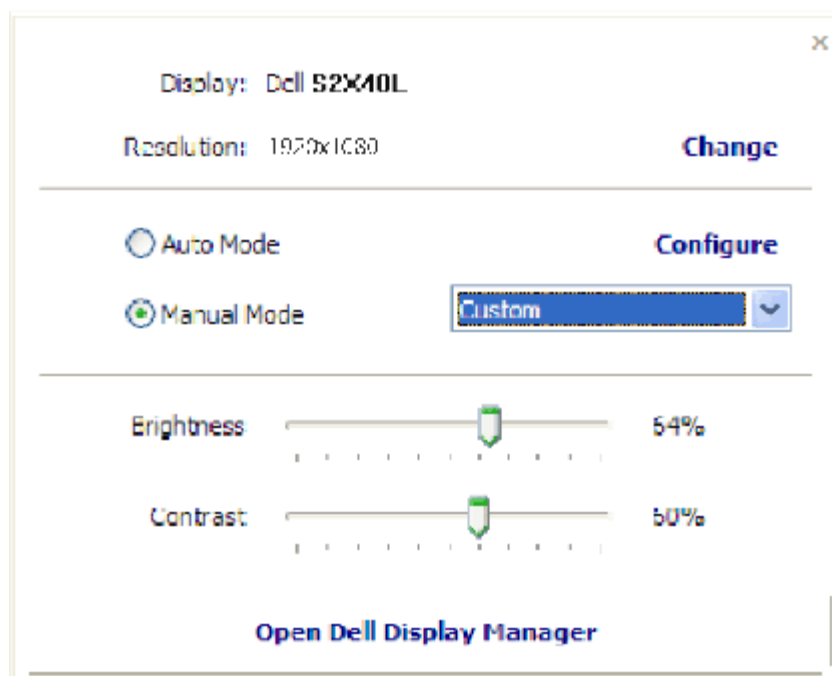 Display: Dell S2X40L
Resolution: 1920x1080 Change
Auto Mode Configure
Manual Mode Custom
Brightness 64%
Contrast 60%
Open Dell Display Manager